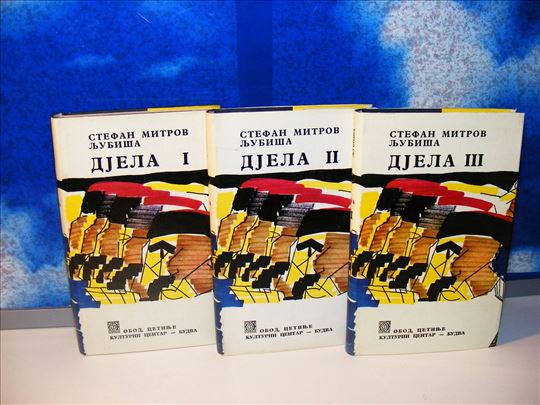 СТЕФАН МИТРОВ
ЉУБИША
ДЈЕЛА I
ОБОД, ЦЕТИЊЕ
КУЛТУРНИ ЦЕНТАР — БУДВА
СТЕФАН МИТРОВ
ЉУБИША
ДЈЕЛА II
ОБОД, ЦЕТИЊЕ
КУЛТУРНИ ЦЕНТАР — БУДВА
СТЕФАН МИТРОВ
ЉУБИША
ДЈЕЛА III
ОБОД, ЦЕТИЊЕ
КУЛТУРНИ ЦЕНТАР — БУДВА